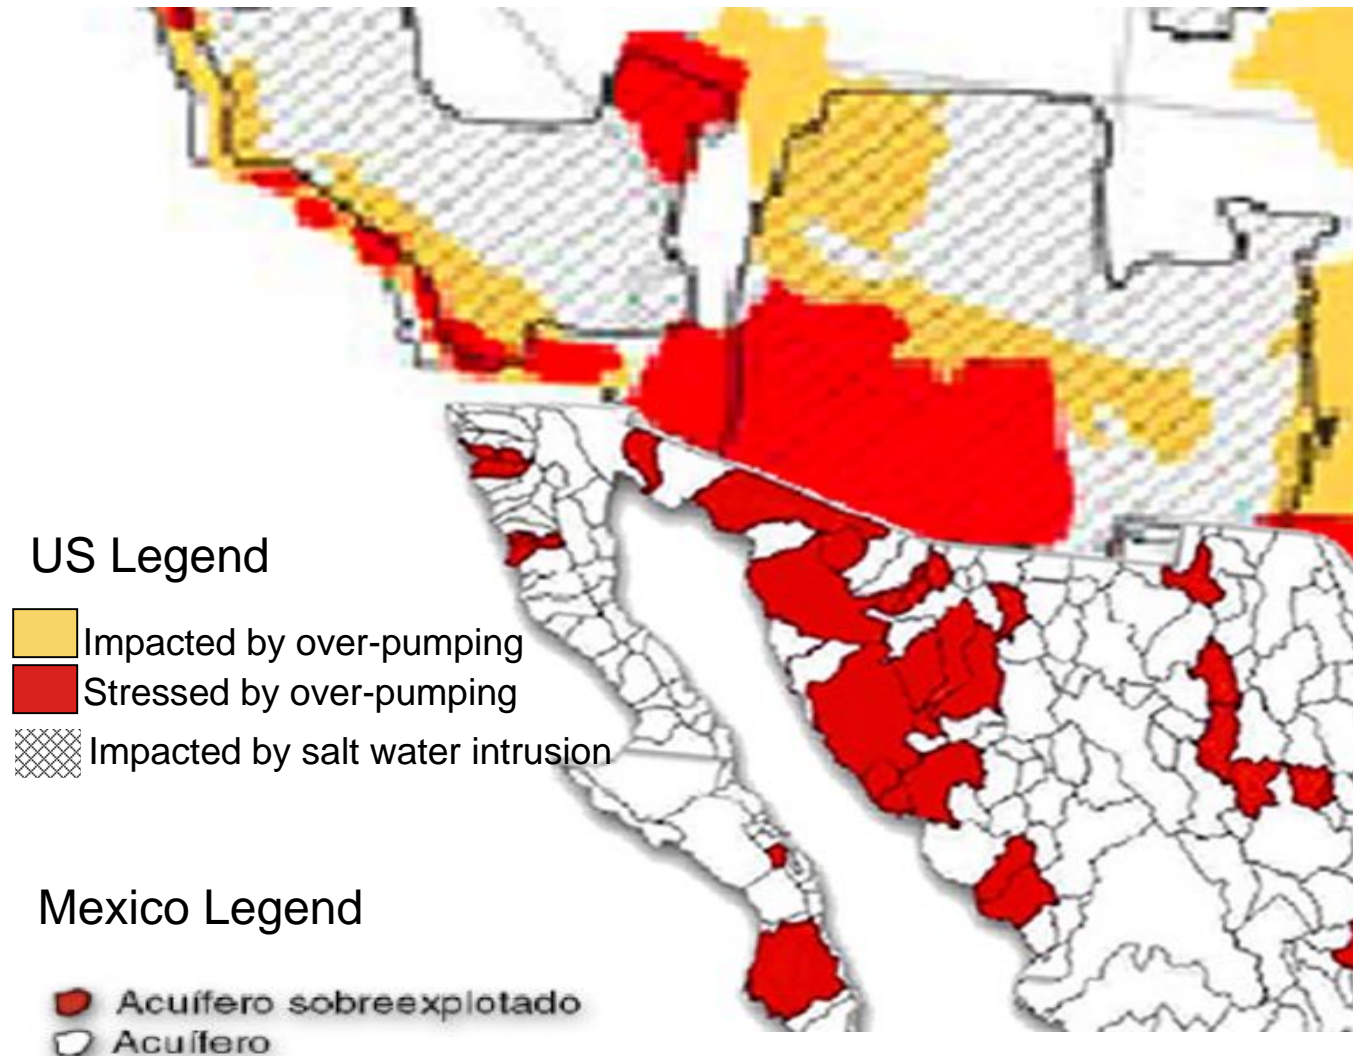 US Legend
Impacted by over-pumping
Stressed by over-pumping
Impacted by salt water intrusion
Mexico Legend
Acuífero sobreexplotado
Acuífero